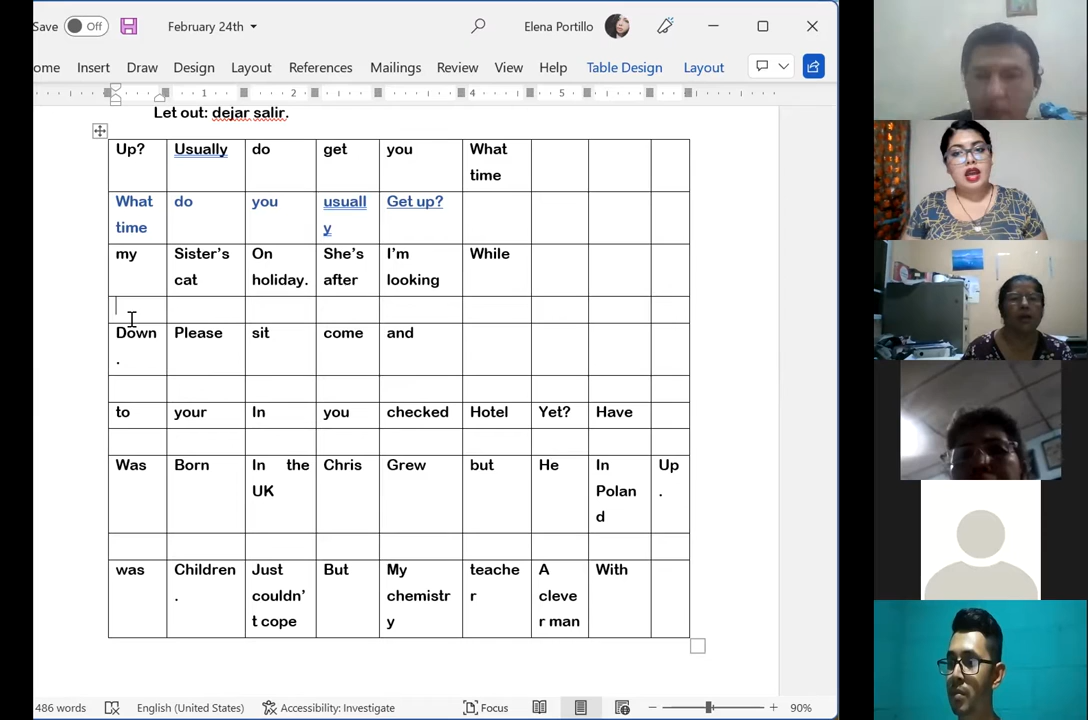 Save Off February 24th Elena Portillo
ome Insert Draw Design Layout References Mailings Review View Help Table Design Layout
1 2 4 5
Let out: dejar salir.
Up? Usually do get you What
time
What do you usuall Get up?
time y
my Sister's On She's I'm While
cat holiday. after looking
Down Please sit come and
.
to your In you checked Hotel Yet? Have
Was Born In the Chris Grew but He In Up
UK Polan .
d
was Children Just But My teache A With
. couldn' chemistr r cleve
t cope y r man
486 words English (United States) Accessibility: Investigate Focus 90%